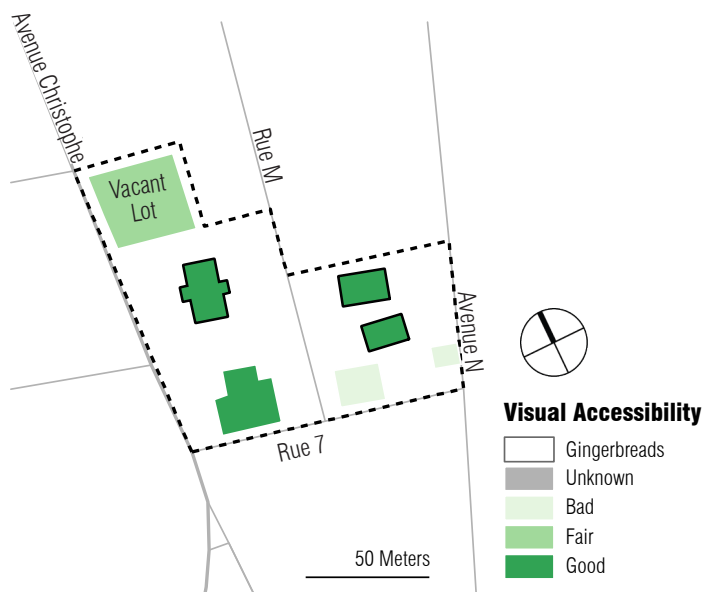 Avenue Christophe
Rue M
Vacant
Lot
Avenue N
Rue 7
50 Meters
Visual Accessibility
Gingerbreads
Unknown
Bad
Fair
Good